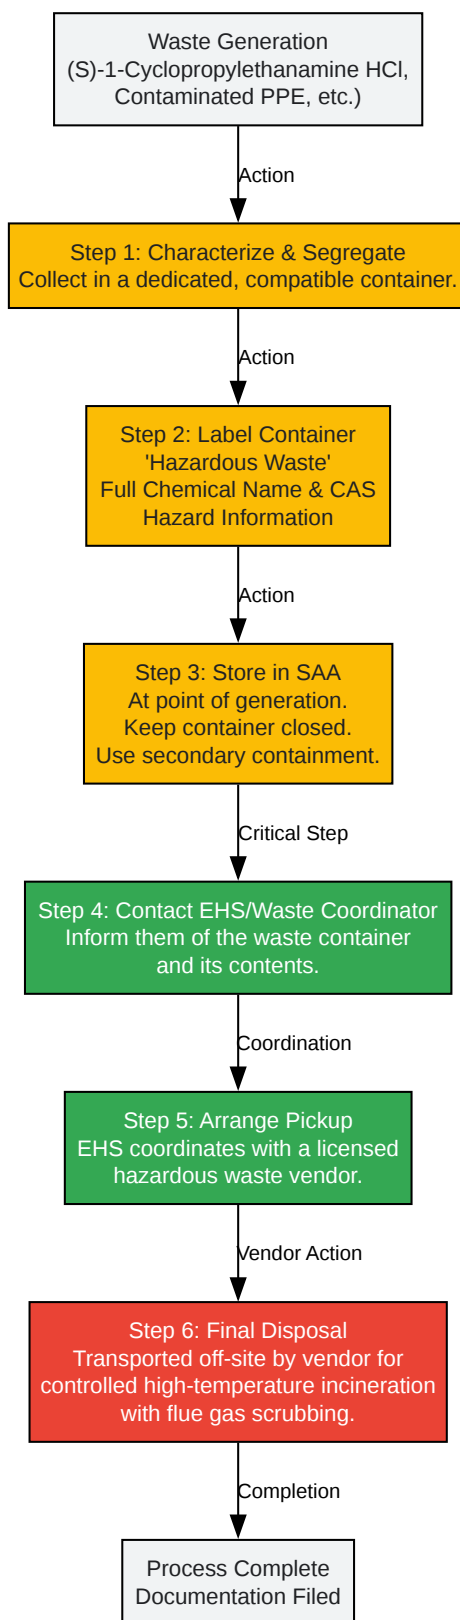 Waste Generation
(S)-1-Cyclopropylethanamine HCl,
Contaminated PPE, etc.)
Action
Step 1: Characterize & Segregate
Collect in a dedicated, compatible container.
Action
Step 2: Label Container
'Hazardous Waste'
Full Chemical Name & CAS
Hazard Information
Action
Step 3: Store in SAA
At point of generation.
Keep container closed.
Use secondary containment.
Critical Step
Step 4: Contact EHS/Waste Coordinator
Inform them of the waste container
and its contents.
Coordination
Step 5: Arrange Pickup
EHS coordinates with a licensed
hazardous waste vendor.
Vendor Action
Step 6: Final Disposal
Transported off-site by vendor for
controlled high-temperature incineration
with flue gas scrubbing.
Completion
Process Complete
Documentation Filed